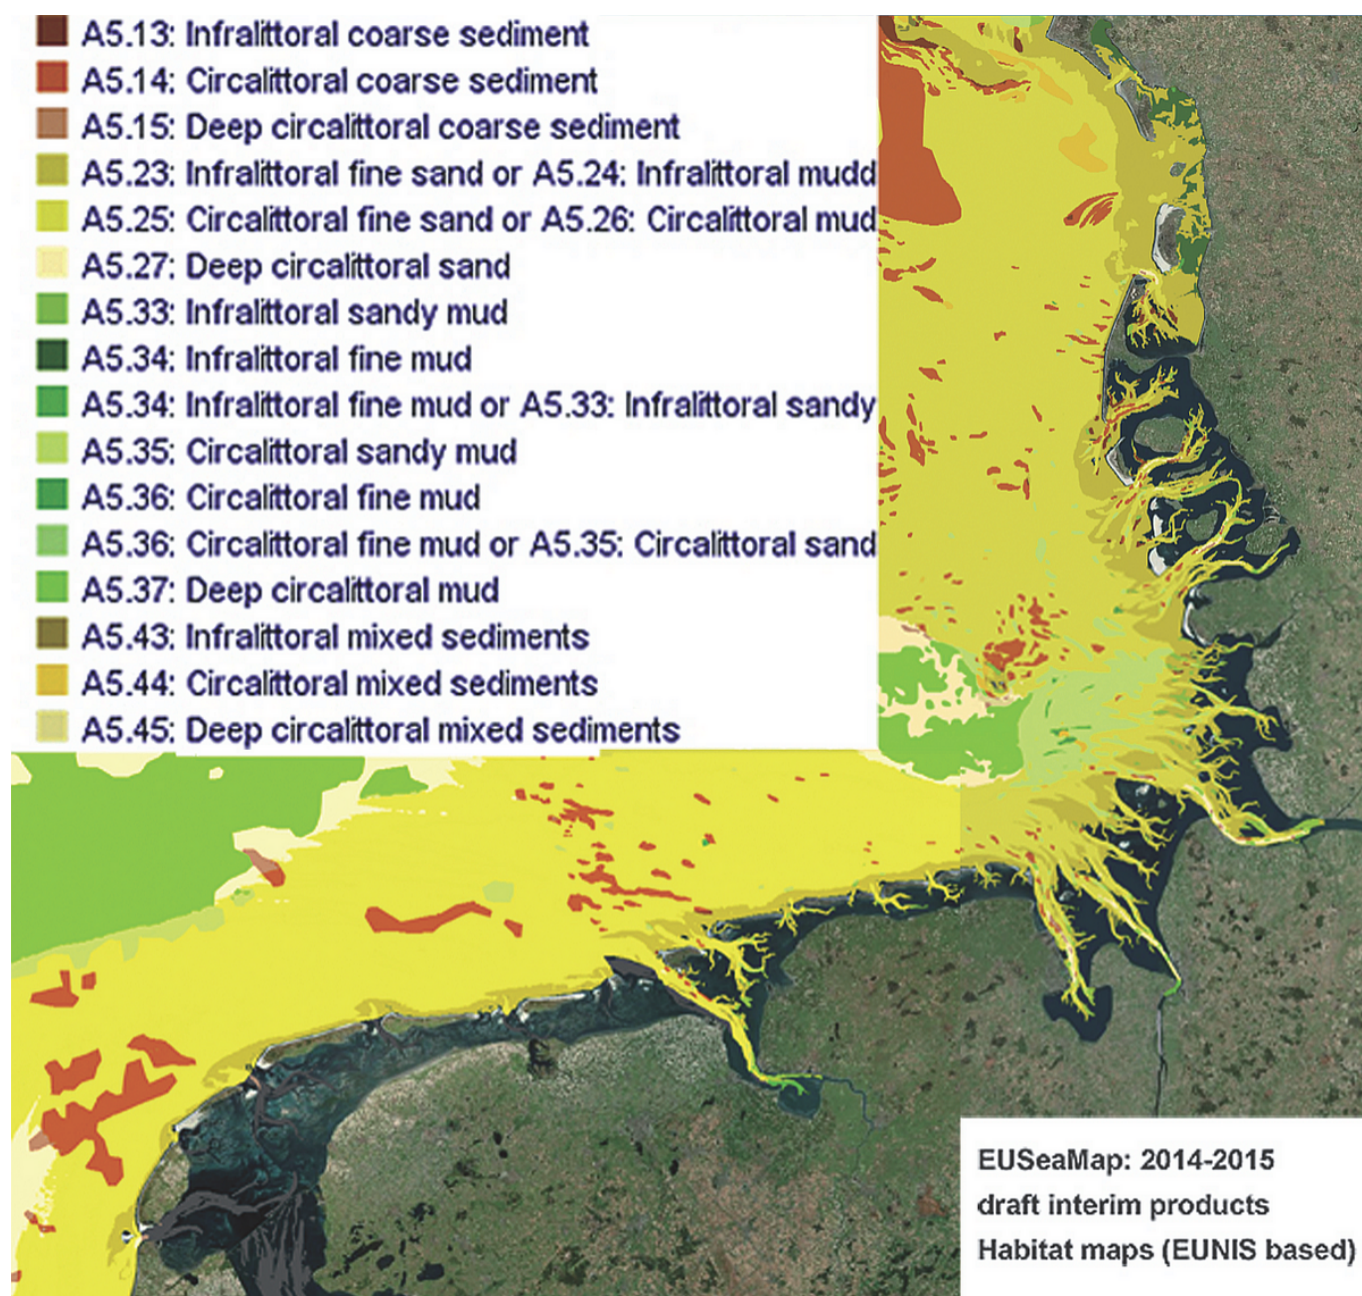 A5.13: Infralittoral coarse sediment
A5.14: Circalittoral coarse sediment
A5.15: Deep circalittoral coarse sediment
A5.23: Infralittoral fine sand or A5.24: Infralittoral mudd
A5.25: Circalittoral fine sand or A5.26: Circalittoral mud
A5.27: Deep circalittoral sand
A5.33: Infralittoral sandy mud
A5.34: Infralittoral fine mud
A5.34: Infralittoral fine mud or A5.33: Infralittoral sandy
A5.35: Circalittoral sandy mud
A5.36: Circalittoral fine mud
A5.36: Circalittoral fine mud or A5.35: Circalittoral sand
A5.37: Deep circalittoral mud
A5.43: Infralittoral mixed sediments
A5.44: Circalittoral mixed sediments
A5.45: Deep circalittoral mixed sediments
EUSeaMap: 2014-2015
draft interim products
Habitat maps (EUNIS based)